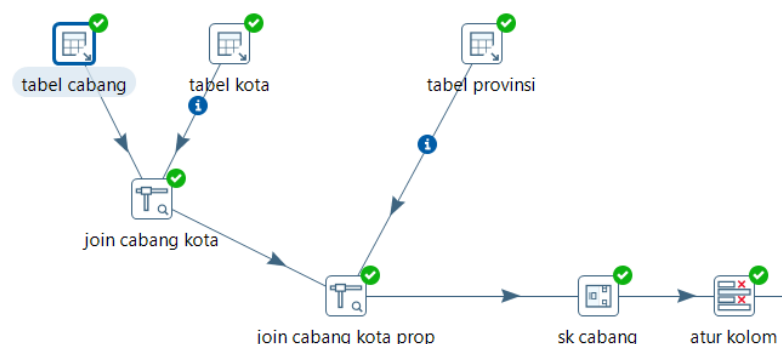 tabel cabang
tabel kota
tabel provinsi
join cabang kota
join cabang kota prop
sk cabang
atur kolom